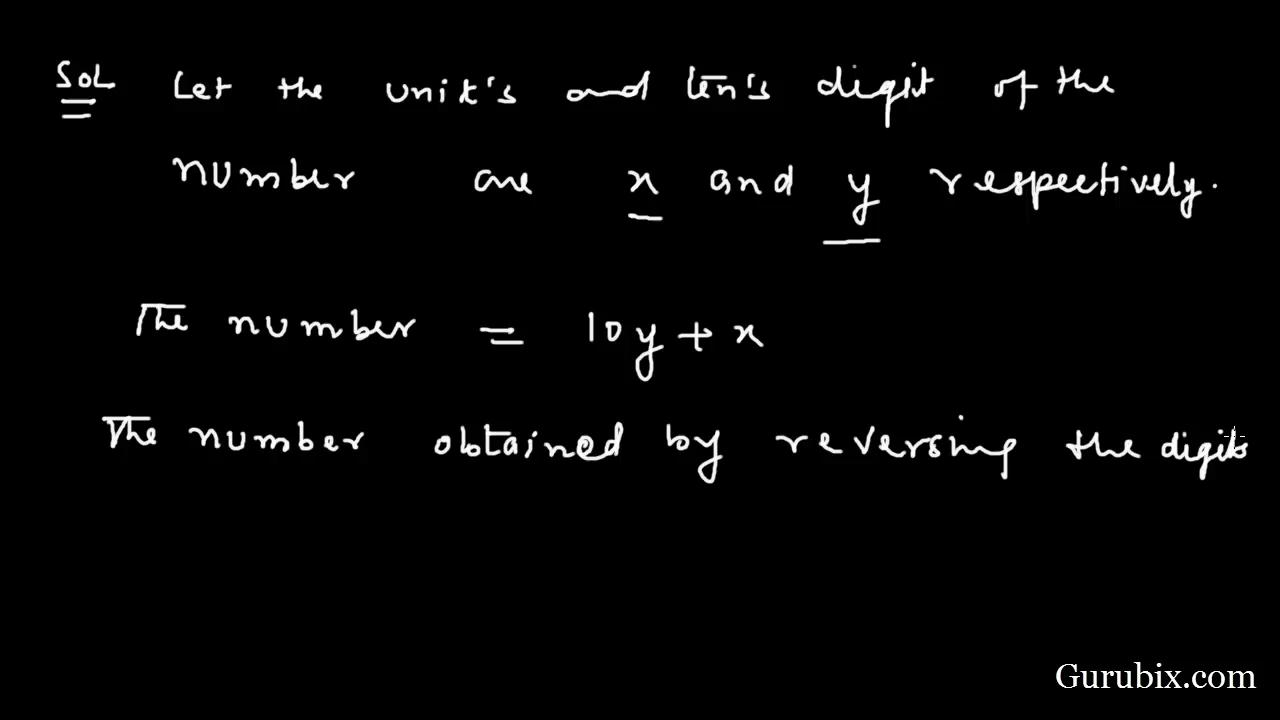 Sol Let the unit's and ten's digit of the
number are x and y respectively.
The number = 10y + x
The number obtained by reversing the digits
Gurubix.com